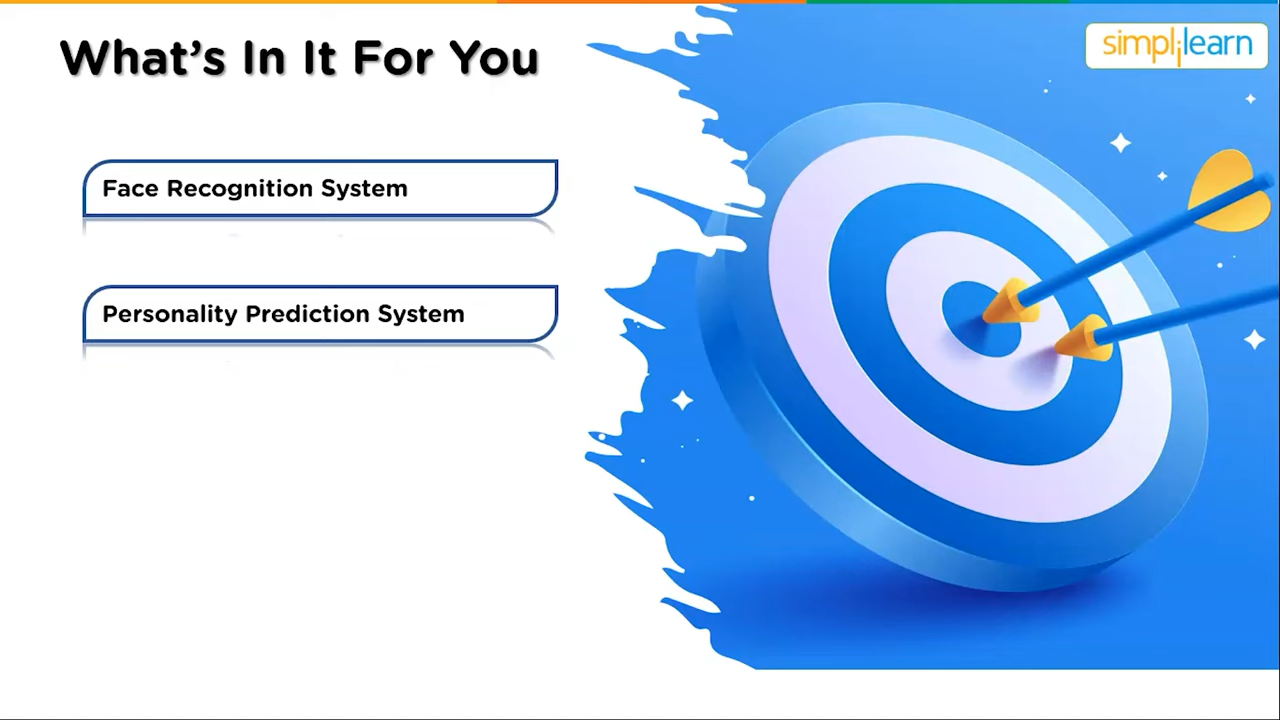 What's In It For You
simplilearn
Face Recognition System
Personality Prediction System